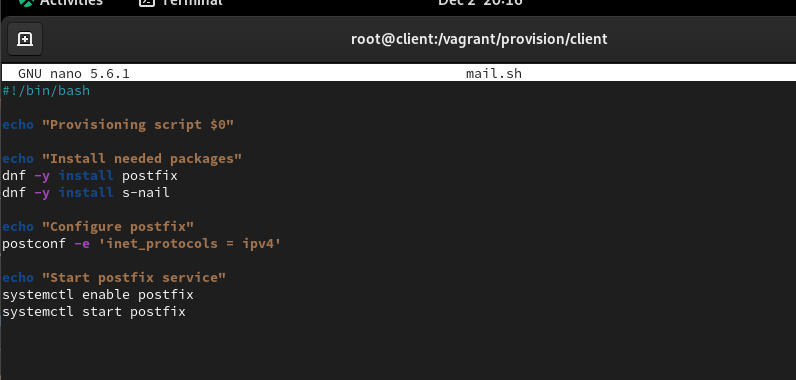 Activities Terminal Dec 2 20:16
root@client:/vagrant/provision/client
GNU nano 5.6.1 mail.sh
#!/bin/bash
echo "Provisioning script $0"
echo "Install needed packages"
dnf -y install postfix
dnf -y install s-nail
echo "Configure postfix"
postconf -e 'inet_protocols = ipv4'
echo "Start postfix service"
systemctl enable postfix
systemctl start postfix